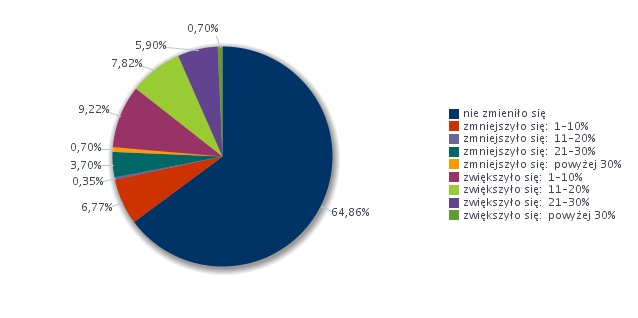 0,70%
5,90%
7,82%
9,22%
0,70%
3,70%
0,35%
6,77%
64,86%
nie zmieniło się
zmniejszyło się: 1-10%
zmniejszyło się: 11-20%
zmniejszyło się: 21-30%
zmniejszyło się: powyżej 30%
zwiększyło się: 1-10%
zwiększyło się: 11-20%
zwiększyło się: 21-30%
zwiększyło się: powyżej 30%